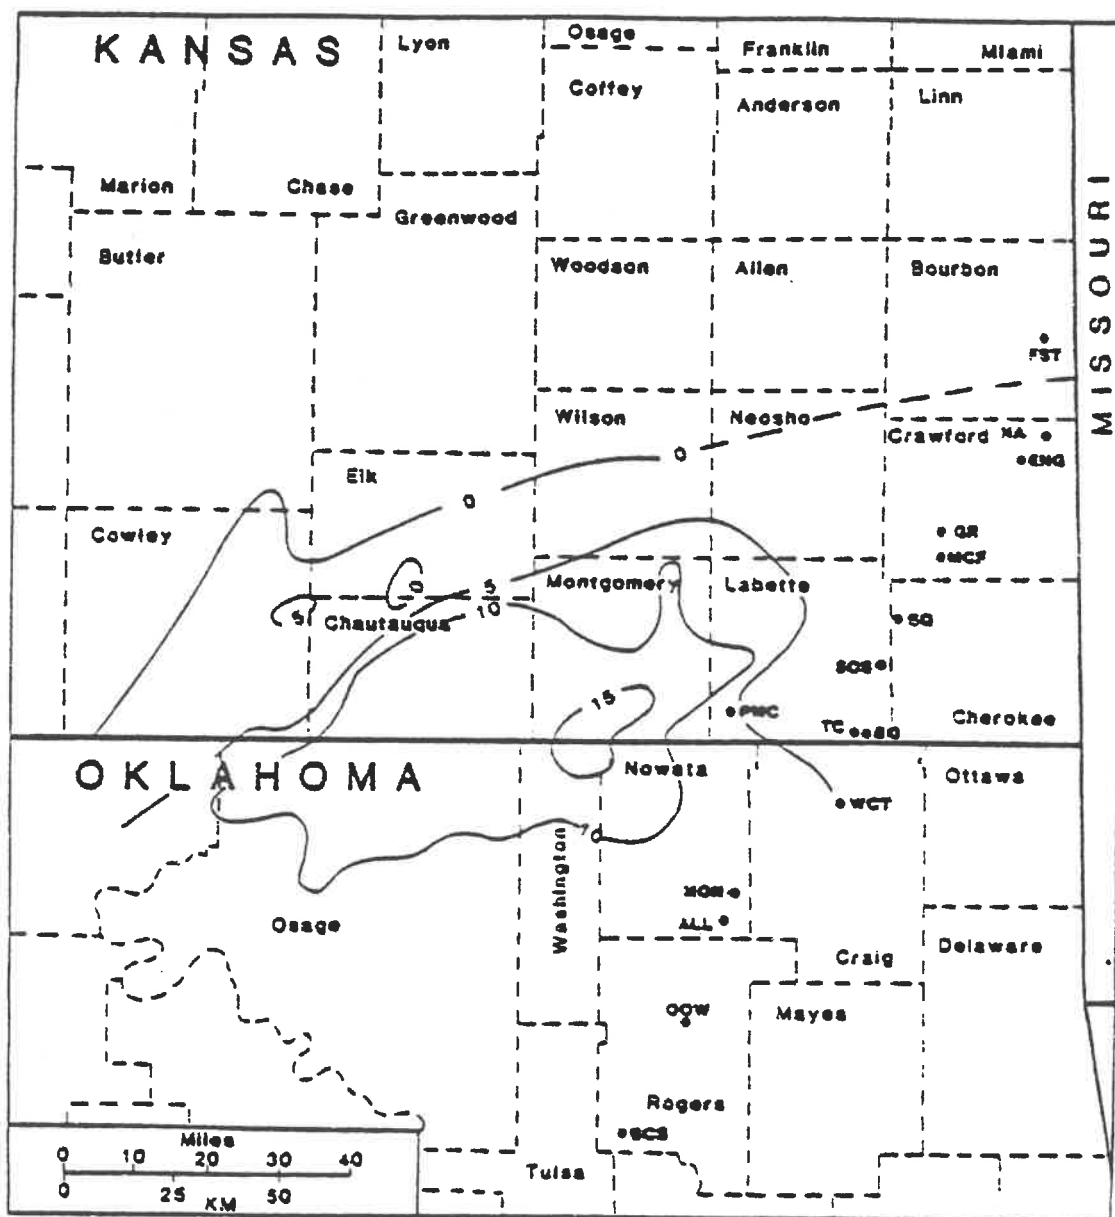 KANSAS
Lyon
Osage
Franklin
Miami
Coffey
Anderson
Linn
Marion
Chase
Greenwood
Butler
Woodson
Allen
Bourbon
MISSOURI
FST
Wilson
Neosho
Crawford
NA
ENG
0
Elk
0
Cowley
GR
MCF
0
5
Montgomery
Labette
5
10
Chautauqua
SQ
SOS
15
PMC
TC
Cherokee
OKLAHOMA
Nowata
Ottawa
WCT
10
Washington
Osage
ALL
Craig
Delaware
OOW
Mayes
Rogers
Miles
0 10 20 30 40
0 25 50
KM
Tulsa